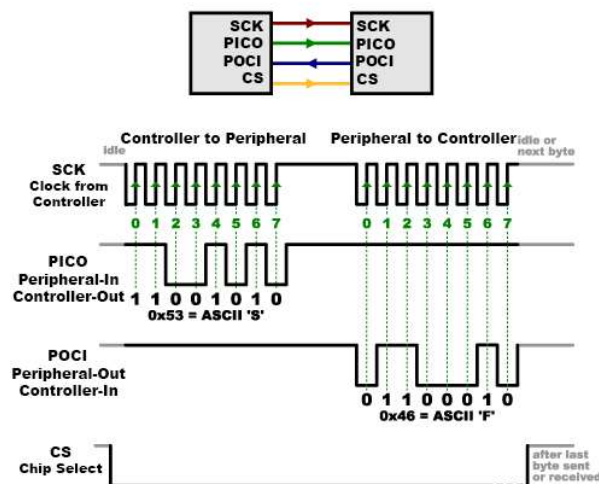 SCK SCK
PICO PICO
POCI POCI
CS CS
Controller to Peripheral Peripheral to Controller
idle idle or
next byte
SCK
Clock from
Controller
0 1 2 3 4 5 6 7 0 1 2 3 4 5 6 7
PICO
Peripheral-In
Controller-Out
1 1 0 0 1 0 1 0
0x53 = ASCII 'S'
POCI
Peripheral-Out
Controller-In
0 1 1 0 0 0 1 0
0x46 = ASCII 'F'
CS
Chip Select
after last
byte sent
or received